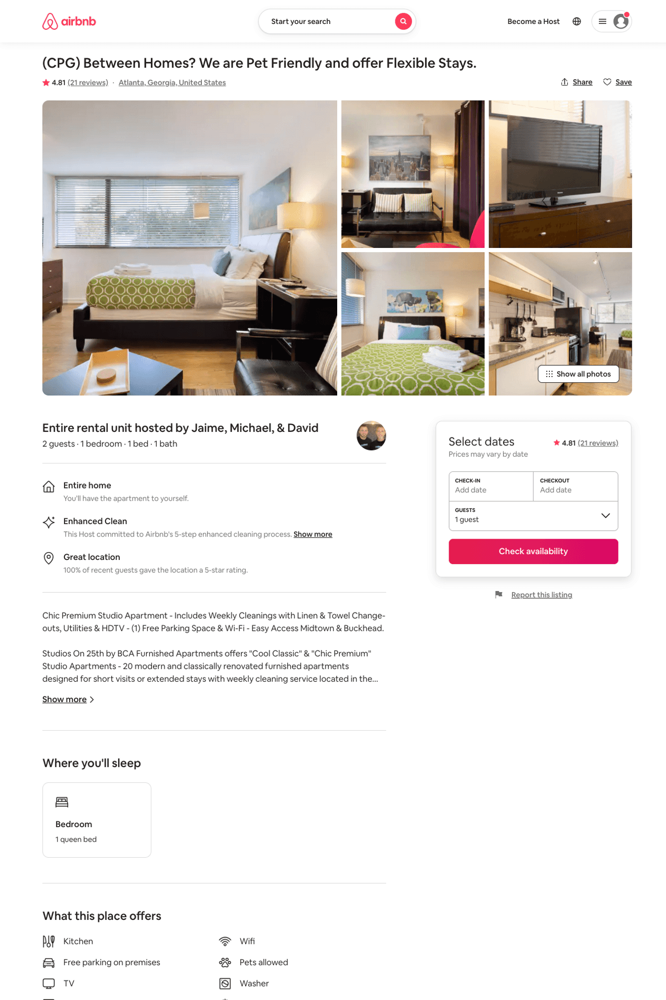 airbnb
Start your search
Become a Host
(CPG) Between Homes? We are Pet Friendly and offer Flexible Stays.
4.81 (21 reviews) · Atlanta, Georgia, United States
Share
Save
Show all photos
Entire rental unit hosted by Jaime, Michael, & David
2 guests · 1 bedroom · 1 bed · 1 bath
Entire home
You'll have the apartment to yourself.
Enhanced Clean
This Host committed to Airbnb's 5-step enhanced cleaning process. Show more
Great location
100% of recent guests gave the location a 5-star rating.
Select dates
4.81 (21 reviews)
Prices may vary by date
CHECK-IN
Add date
CHECKOUT
Add date
GUESTS
1 guest
Check availability
Report this listing
Chic Premium Studio Apartment - Includes Weekly Cleanings with Linen & Towel Change-
outs, Utilities & HDTV - (1) Free Parking Space & Wi-Fi - Easy Access Midtown & Buckhead.
Studios On 25th by BCA Furnished Apartments offers "Cool Classic" & "Chic Premium"
Studio Apartments - 20 modern and classically renovated furnished apartments
designed for short visits or extended stays with weekly cleaning service located in the...
Show more
Where you'll sleep
Bedroom
1 queen bed
What this place offers
Kitchen
Wifi
Free parking on premises
Pets allowed
TV
Washer